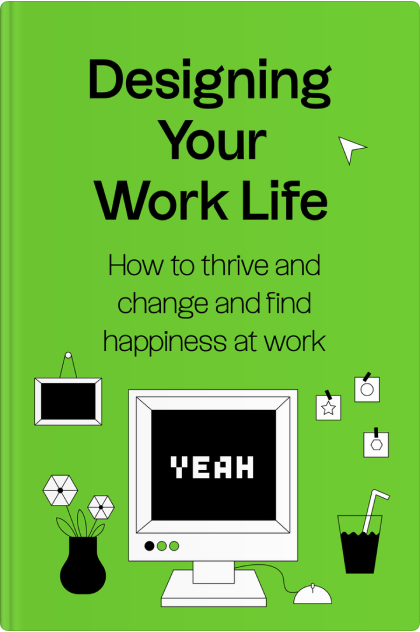 Designing
Your
Work Life
How to thrive and
change and find
happiness at work
YEAH